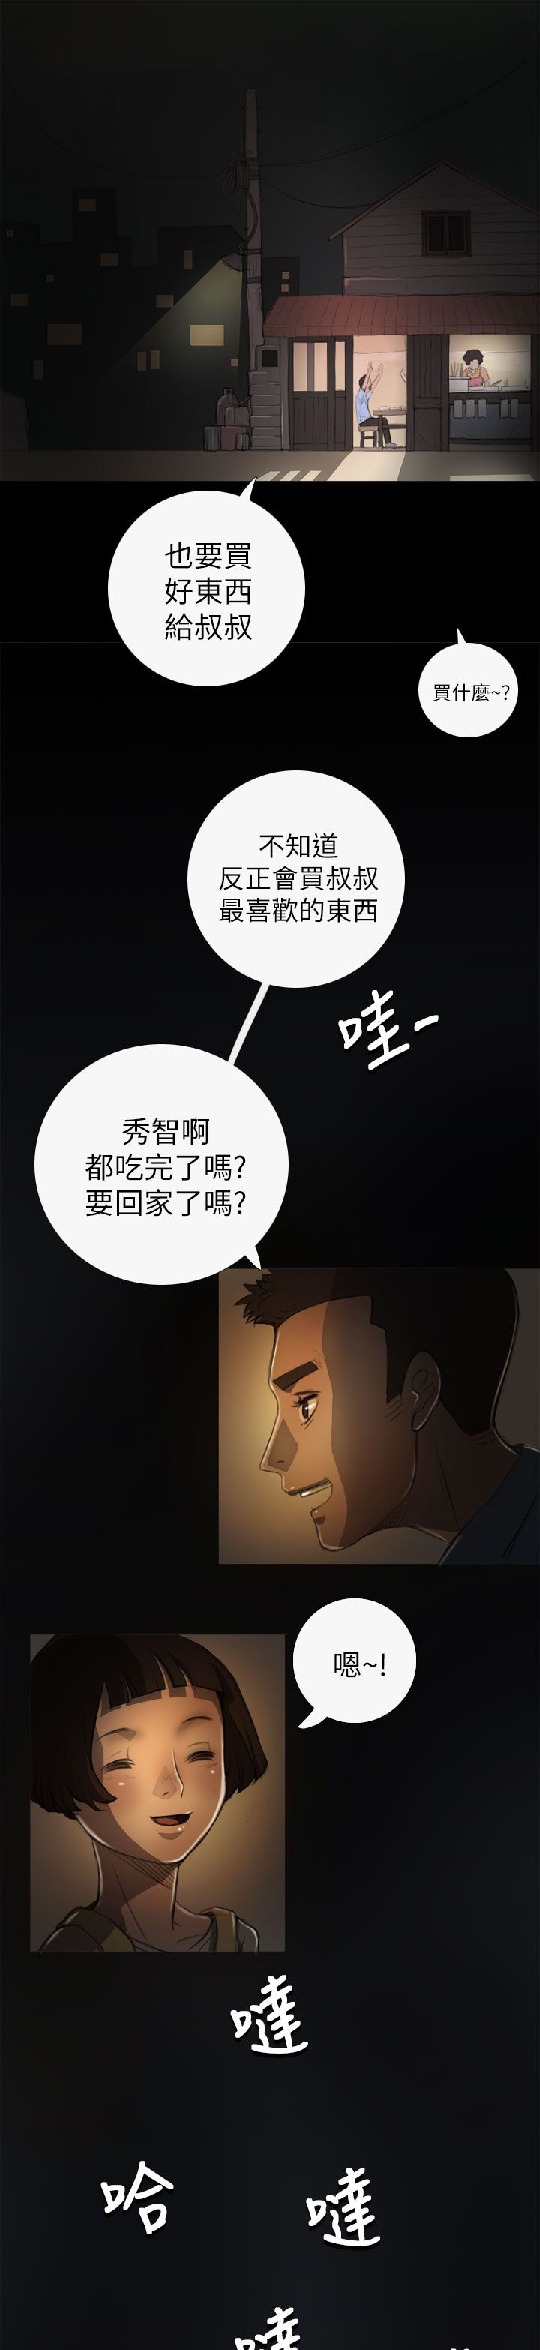 也要買
好東西
給叔叔
買什麼~?
不知道
反正會買叔叔
最喜歡的東西
哇-
秀智啊
都吃完了嗎?
要回家了嗎?
嗯~!
噠
哈
噠
噠